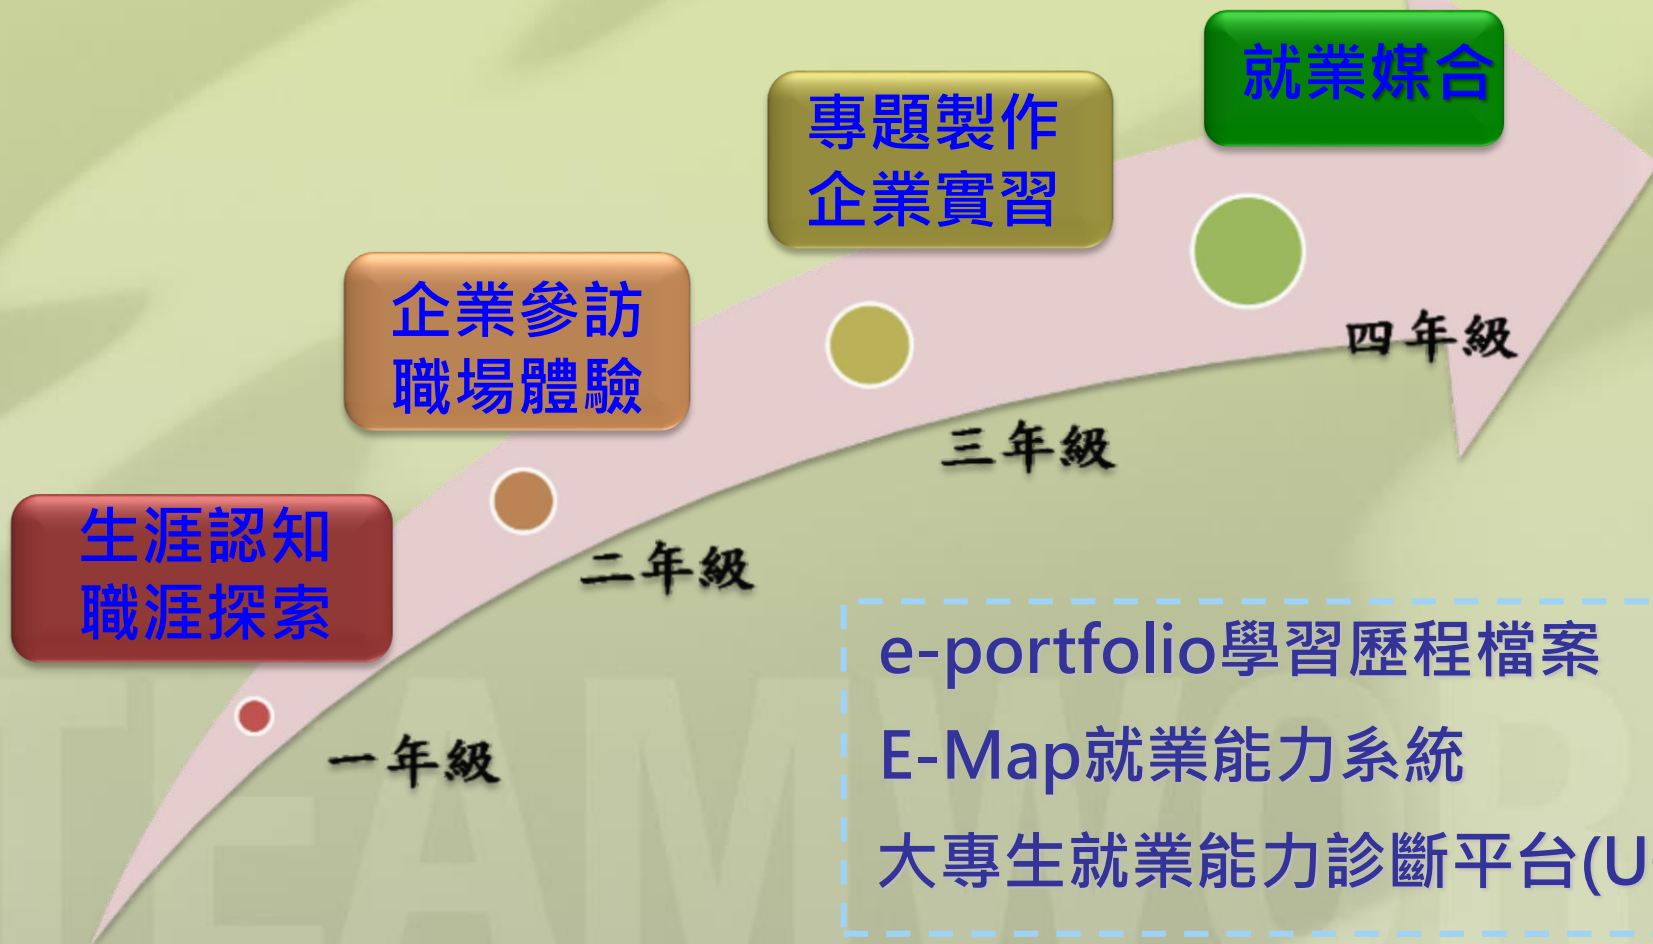 就業媒合
專題製作
企業實習
企業參訪
職場體驗
生涯認知
職涯探索
四年級
三年級
二年級
一年級
e-portfolio學習歷程檔案
E-Map就業能力系統
大專生就業能力診斷平台(U
TEAMWOR